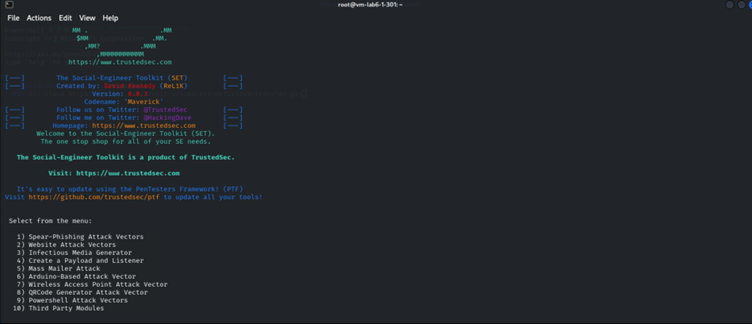 root@vm-lab6-1-301: ~
File Actions Edit View Help
MM . .MM
$MM .MM.
,MM? .MMM
,MMMMMMMMMMM
https://www.trustedsec.com
[---] The Social-Engineer Toolkit (SET) [---]
[---] Created by: David Kennedy (ReL1K) [---]
Version: 8.0.3
Codename: 'Maverick'
[---] Follow us on Twitter: @TrustedSec [---]
[---] Follow me on Twitter: @HackingDave [---]
[---] Homepage: https://www.trustedsec.com [---]
Welcome to the Social-Engineer Toolkit (SET).
The one stop shop for all of your SE needs.
The Social-Engineer Toolkit is a product of TrustedSec.
Visit: https://www.trustedsec.com
It's easy to update using the PenTesters Framework! (PTF)
Visit https://github.com/trustedsec/ptf to update all your tools!
Select from the menu:
1) Spear-Phishing Attack Vectors
2) Website Attack Vectors
3) Infectious Media Generator
4) Create a Payload and Listener
5) Mass Mailer Attack
6) Arduino-Based Attack Vector
7) Wireless Access Point Attack Vector
8) QRCode Generator Attack Vector
9) Powershell Attack Vectors
10) Third Party Modules